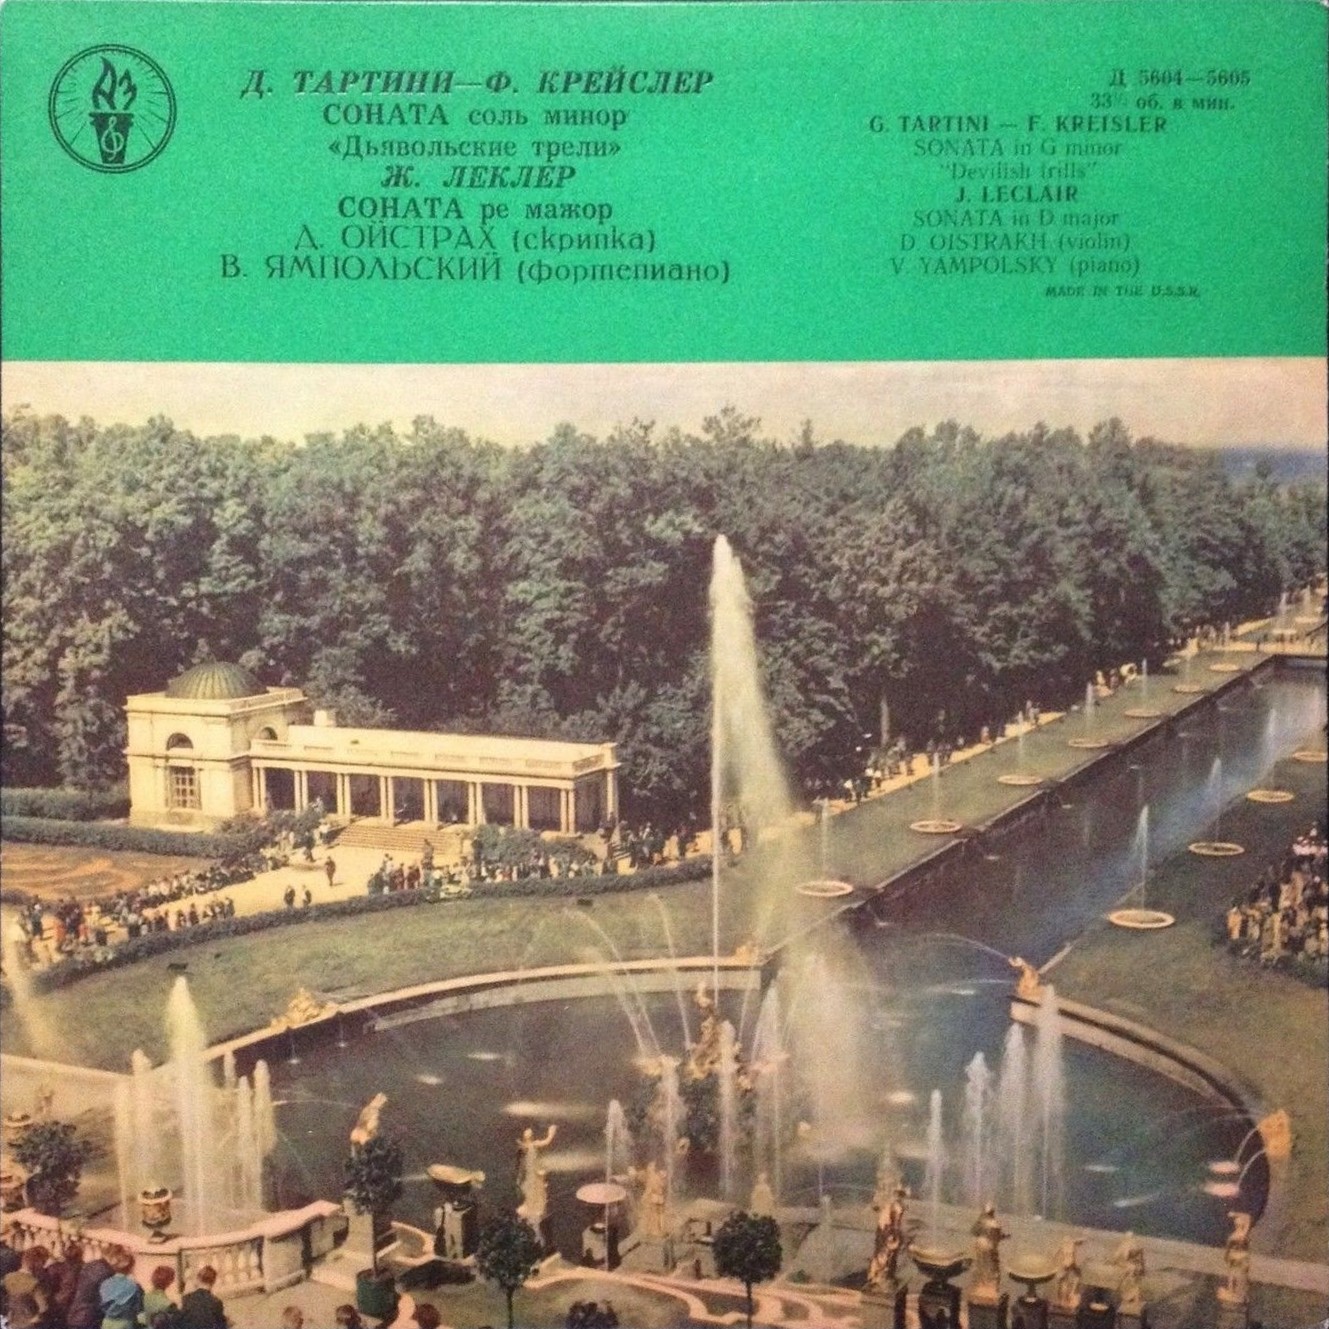 АЗ
Д. ТАРТИНИ—Ф. КРЕЙСЛЕР
СОНАТА соль минор
«Дьявольские трели»
Ж. ЛЕКЛЕР
СОНАТА ре мажор
Д. ОЙСТРАХ (скрипка)
В. ЯМПОЛЬСКИЙ (фортепиано)
Д 5604—5605
33⅓ об. в мин.
G. TARTINI — F. KREISLER
SONATA in G minor
"Devilish trills"
J. LECLAIR
SONATA in D major
D. OISTRAKH (violin)
V. YAMPOLSKY (piano)
MADE IN THE U.S.S.R.